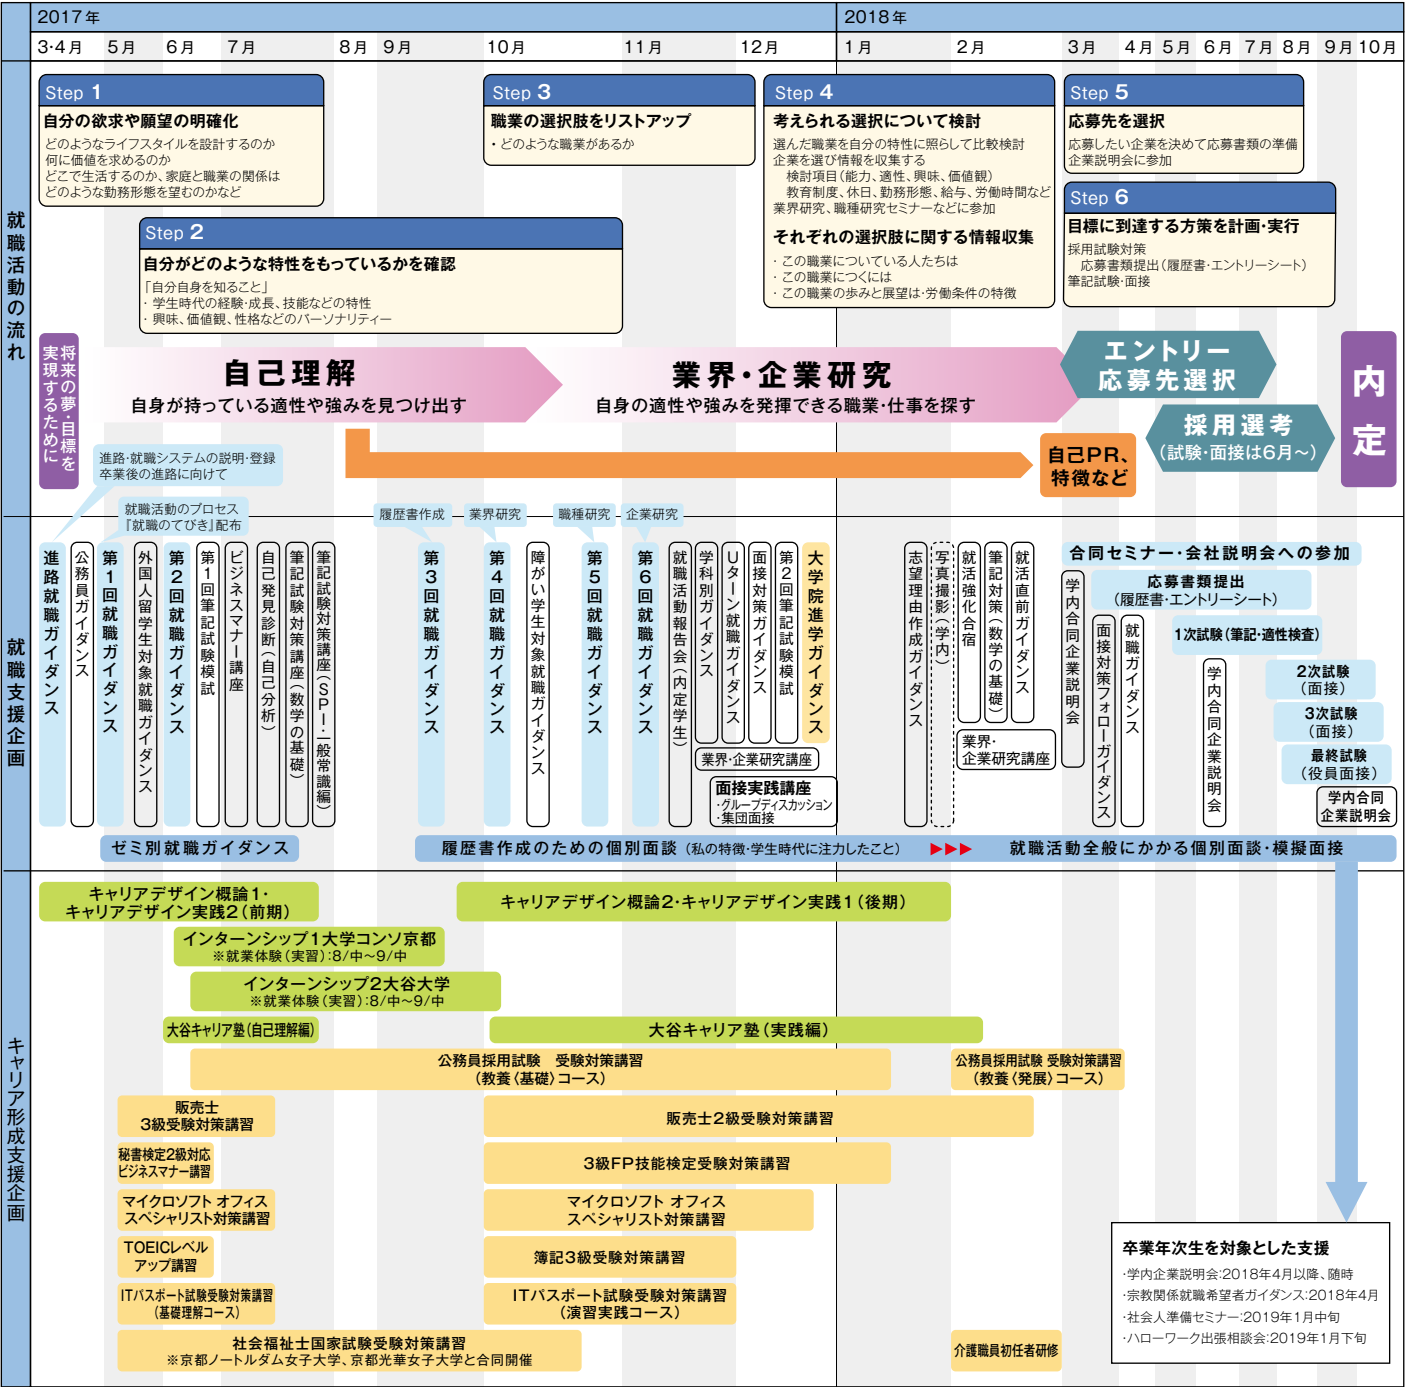 2017年
2018年
3･4月
5月
6月
7月
8月
9月
10月
11月
12月
1月
2月
3月
4月
5月
6月
7月
8月
9月
10月
就職活動の流れ
Step 1
自分の欲求や願望の明確化
どのようなライフスタイルを設計するのか
何に価値を求めるのか
どこで生活するのか、家庭と職業の関係は
どのような勤務形態を望むのかなど
Step 2
自分がどのような特性をもっているかを確認
「自分自身を知ること」
・学生時代の経験・成長、技能などの特性
・興味、価値観、性格などのパーソナリティー
Step 3
職業の選択肢をリストアップ
・どのような職業があるか
Step 4
考えられる選択について検討
選んだ職業を自分の特性に照らして比較検討
企業を選び情報を収集する
検討項目(能力、適性、興味、価値観)
教育制度、休日、勤務形態、給与、労働時間など
業界研究、職種研究セミナーなどに参加
それぞれの選択肢に関する情報収集
・この職業についている人たちは
・この職業につくには
・この職業の歩みと展望は・労働条件の特徴
Step 5
応募先を選択
応募したい企業を決めて応募書類の準備
企業説明会に参加
Step 6
目標に到達する方策を計画・実行
採用試験対策
応募書類提出(履歴書・エントリーシート)
筆記試験・面接
将来の夢・目標を
実現するために
自己理解
自身が持っている適性や強みを見つけ出す
業界・企業研究
自身の適性や強みを発揮できる職業・仕事を探す
エントリー
応募先選択
採用選考
(試験・面接は6月〜)
内定
自己PR、
特徴など
就職支援企画
進路・就職システムの説明・登録
卒業後の進路に向けて
就職活動のプロセス
『就職のてびき』配布
履歴書作成
業界研究
職種研究
企業研究
進路就職ガイダンス
公務員ガイダンス
第1回就職ガイダンス
外国人留学生対象就職ガイダンス
第2回就職ガイダンス
第1回筆記試験模試
ビジネスマナー講座
自己発見診断(自己分析)
筆記試験対策講座(数学の基礎)
筆記試験対策講座(SPI・一般常識編)
第3回就職ガイダンス
第4回就職ガイダンス
障がい学生対象就職ガイダンス
第5回就職ガイダンス
第6回就職ガイダンス
就職活動報告会(内定学生)
学科別ガイダンス
Uターン就職ガイダンス
面接対策ガイダンス
第2回筆記試験模試
大学院進学ガイダンス
業界・企業研究講座
面接実践講座
・グループディスカッション
・集団面接
志望理由作成ガイダンス
写真撮影(学内)
就活強化合宿
筆記対策(数学の基礎)
就活直前ガイダンス
業界・
企業研究講座
合同セミナー・会社説明会への参加
学内合同企業説明会
応募書類提出
(履歴書・エントリーシート)
面接対策フォローガイダンス
就職ガイダンス
1次試験(筆記・適性検査)
学内合同企業説明会
2次試験
(面接)
3次試験
(面接)
最終試験
(役員面接)
学内合同
企業説明会
ゼミ別就職ガイダンス
履歴書作成のための個別面談(私の特徴・学生時代に注力したこと) ▶▶▶ 就職活動全般にかかる個別面談・模擬面接
キャリア形成支援企画
キャリアデザイン概論1・
キャリアデザイン実践2(前期)
キャリアデザイン概論2・キャリアデザイン実践1(後期)
インターンシップ1大学コンソ京都
※就業体験(実習):8/中〜9/中
インターンシップ2大谷大学
※就業体験(実習):8/中〜9/中
大谷キャリア塾(自己理解編)
大谷キャリア塾(実践編)
公務員採用試験 受験対策講習
(教養〈基礎〉コース)
公務員採用試験 受験対策講習
(教養〈発展〉コース)
販売士
3級受験対策講習
販売士2級受験対策講習
秘書検定2級対応
ビジネスマナー講習
3級FP技能検定受験対策講習
マイクロソフト オフィス
スペシャリスト対策講習
マイクロソフト オフィス
スペシャリスト対策講習
TOEICレベル
アップ講習
簿記3級受験対策講習
ITパスポート試験受験対策講習
(基礎理解コース)
ITパスポート試験受験対策講習
(演習実践コース)
社会福祉士国家試験受験対策講習
※京都ノートルダム女子大学、京都光華女子大学と合同開催
介護職員初任者研修
卒業年次生を対象とした支援
・学内企業説明会:2018年4月以降、随時
・宗教関係就職希望者ガイダンス:2018年4月
・社会人準備セミナー:2019年1月中旬
・ハローワーク出張相談会:2019年1月下旬